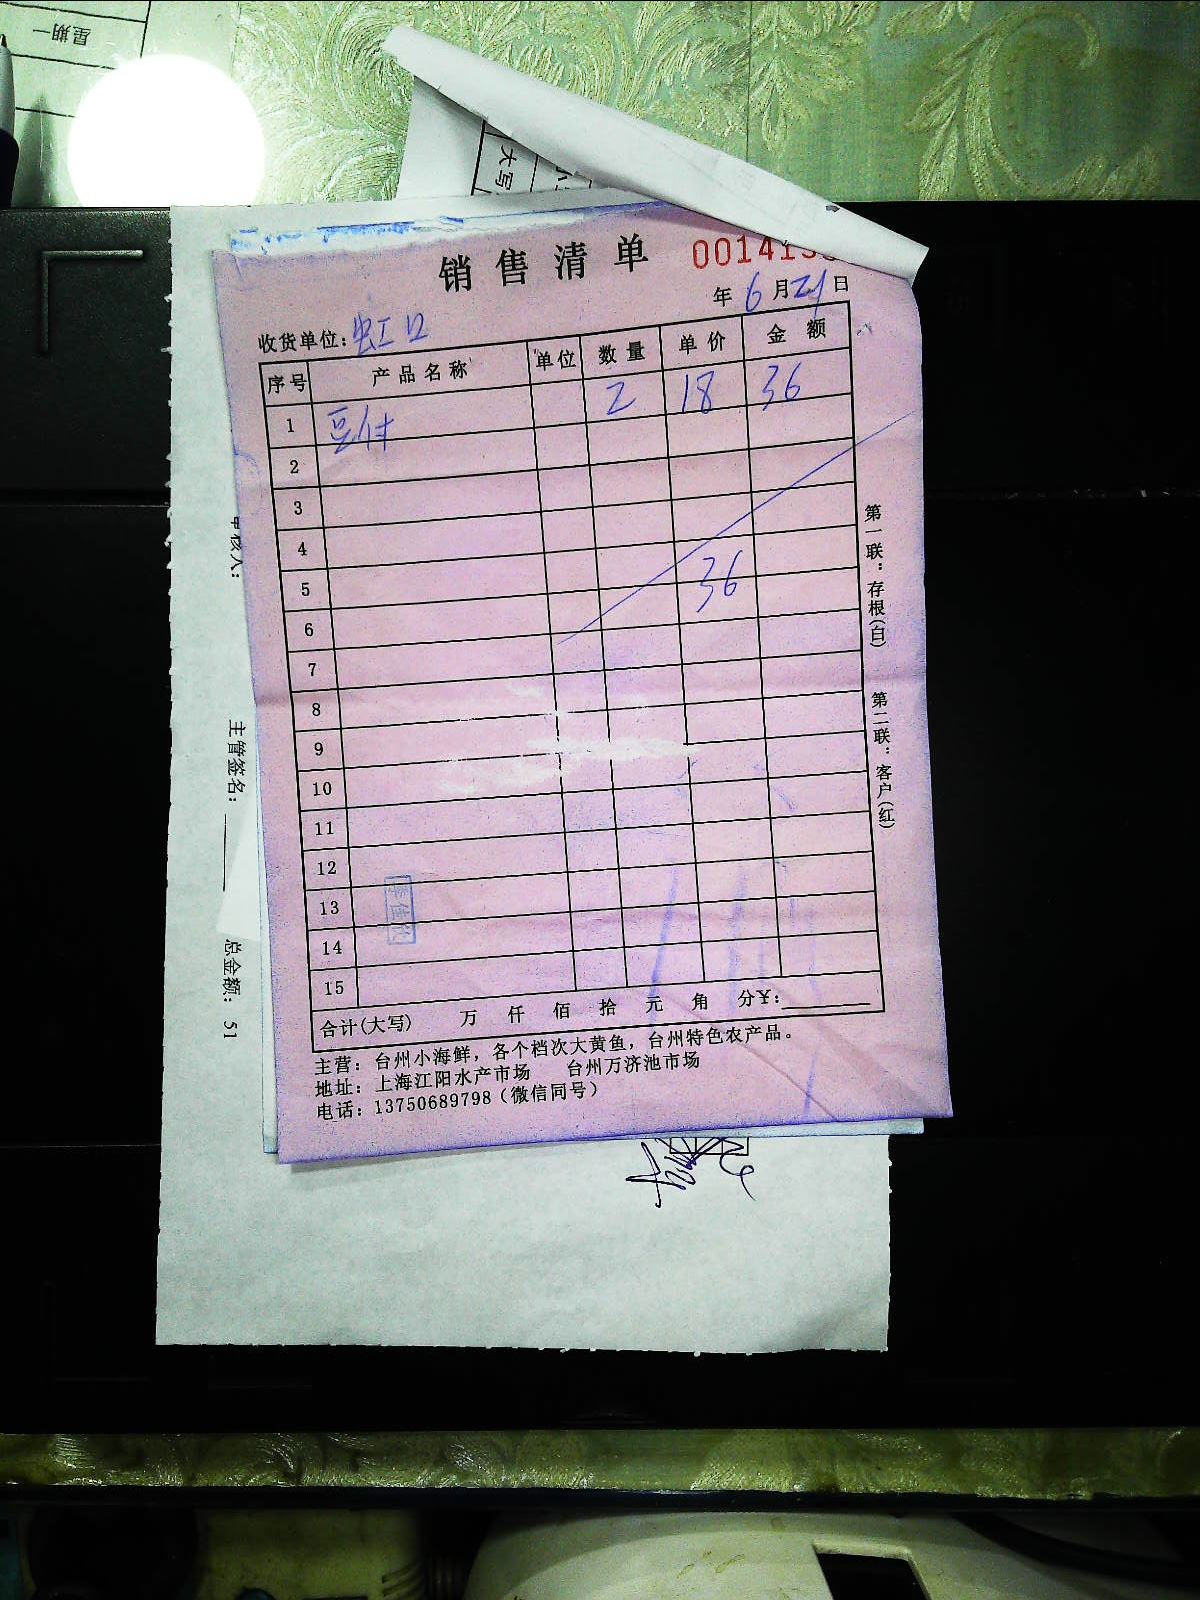 星期一
大写
销售清单
001413
年 6 月 21 日
收货单位: 虹口
序号 产品名称 单位 数量 单价 金额
1 豆付 2 18 36
2
3
4
5 36
6
7
8
9
10
11
12
13
14
15
合计(大写) 万 仟 佰 拾 元 角 分¥:
主营: 台州小海鲜, 各个档次大黄鱼, 台州特色农产品。
地址: 上海江阳水产市场 台州万济池市场
电话: 13750689798 (微信同号)
第一联: 存根(白)
第二联: 客户(红)
审核人:
主管签名:
总金额: 51